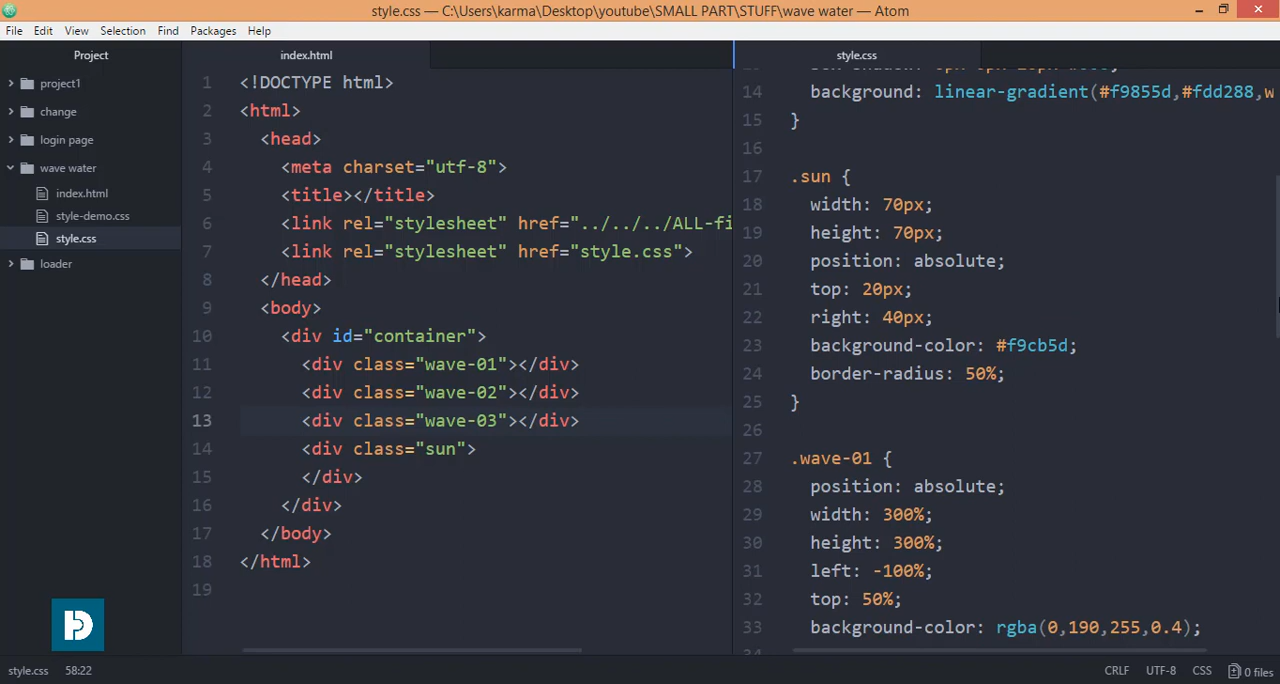 style.css — C:\Users\karma\Desktop\youtube\SMALL PART\STUFF\wave water — Atom
File Edit View Selection Find Packages Help
Project
project1
change
login page
wave water
index.html
style-demo.css
style.css
loader
index.html
1 <!DOCTYPE html>
2 <html>
3 <head>
4 <meta charset="utf-8">
5 <title></title>
6 <link rel="stylesheet" href="../../../ALL-fi
7 <link rel="stylesheet" href="style.css">
8 </head>
9 <body>
10 <div id="container">
11 <div class="wave-01"></div>
12 <div class="wave-02"></div>
13 <div class="wave-03"></div>
14 <div class="sun">
15 </div>
16 </div>
17 </body>
18 </html>
19
style.css
14 background: linear-gradient(#f9855d,#fdd288,w
15 }
16
17 .sun {
18 width: 70px;
19 height: 70px;
20 position: absolute;
21 top: 20px;
22 right: 40px;
23 background-color: #f9cb5d;
24 border-radius: 50%;
25 }
26
27 .wave-01 {
28 position: absolute;
29 width: 300%;
30 height: 300%;
31 left: -100%;
32 top: 50%;
33 background-color: rgba(0,190,255,0.4);
style.css 58:22
CRLF UTF-8 CSS 0 files